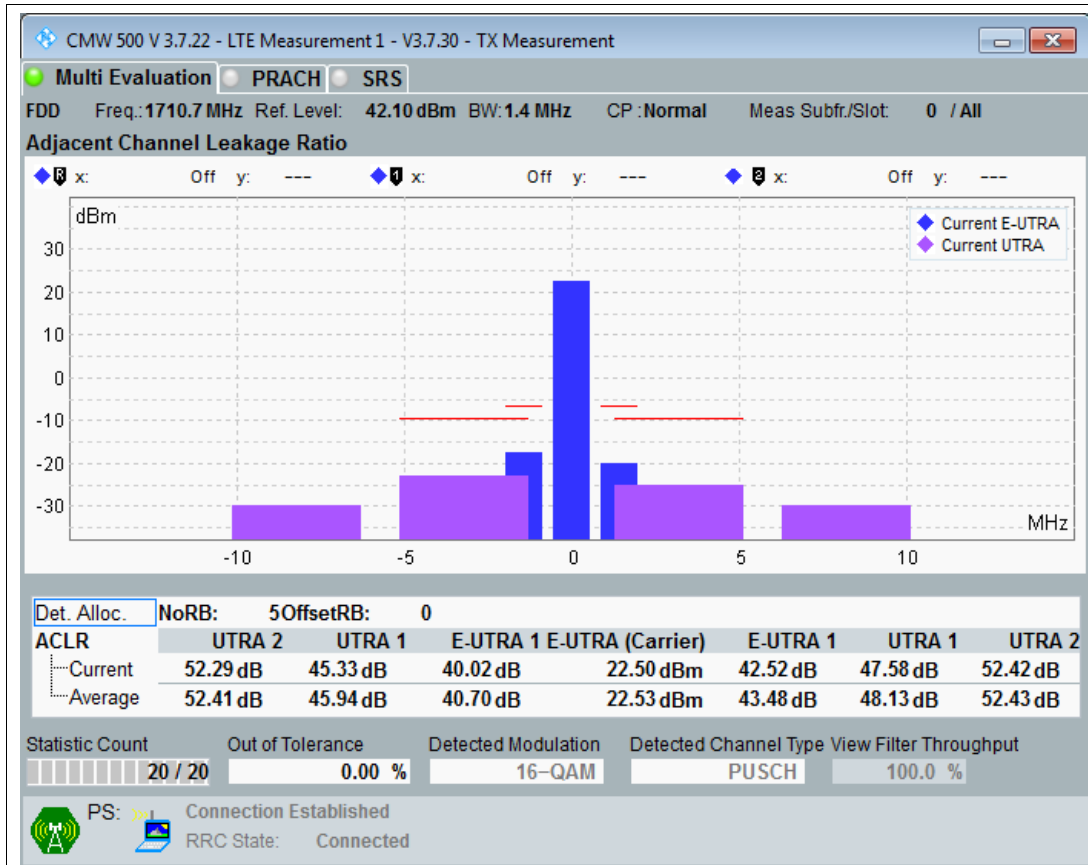 CMW 500 V 3.7.22 - LTE Measurement 1 - V3.7.30 - TX Measurement
Multi Evaluation PRACH SRS
FDD Freq.: 1710.7 MHz Ref. Level: 42.10 dBm BW: 1.4 MHz CP : Normal Meas Subfr./Slot: 0 / All
Adjacent Channel Leakage Ratio
R x: Off y: --- 1 x: Off y: --- 2 x: Off y: ---
dBm
Current E-UTRA
Current UTRA
30
20
10
0
-10
-20
-30
MHz
-10 -5 0 5 10
Det. Alloc. NoRB: 5 OffsetRB: 0
ACLR UTRA 2 UTRA 1 E-UTRA 1 E-UTRA (Carrier) E-UTRA 1 UTRA 1 UTRA 2
Current 52.29 dB 45.33 dB 40.02 dB 22.50 dBm 42.52 dB 47.58 dB 52.42 dB
Average 52.41 dB 45.94 dB 40.70 dB 22.53 dBm 43.48 dB 48.13 dB 52.43 dB
Statistic Count Out of Tolerance Detected Modulation Detected Channel Type View Filter Throughput
20 / 20 0.00 % 16-QAM PUSCH 100.0 %
PS: Connection Established
RRC State: Connected